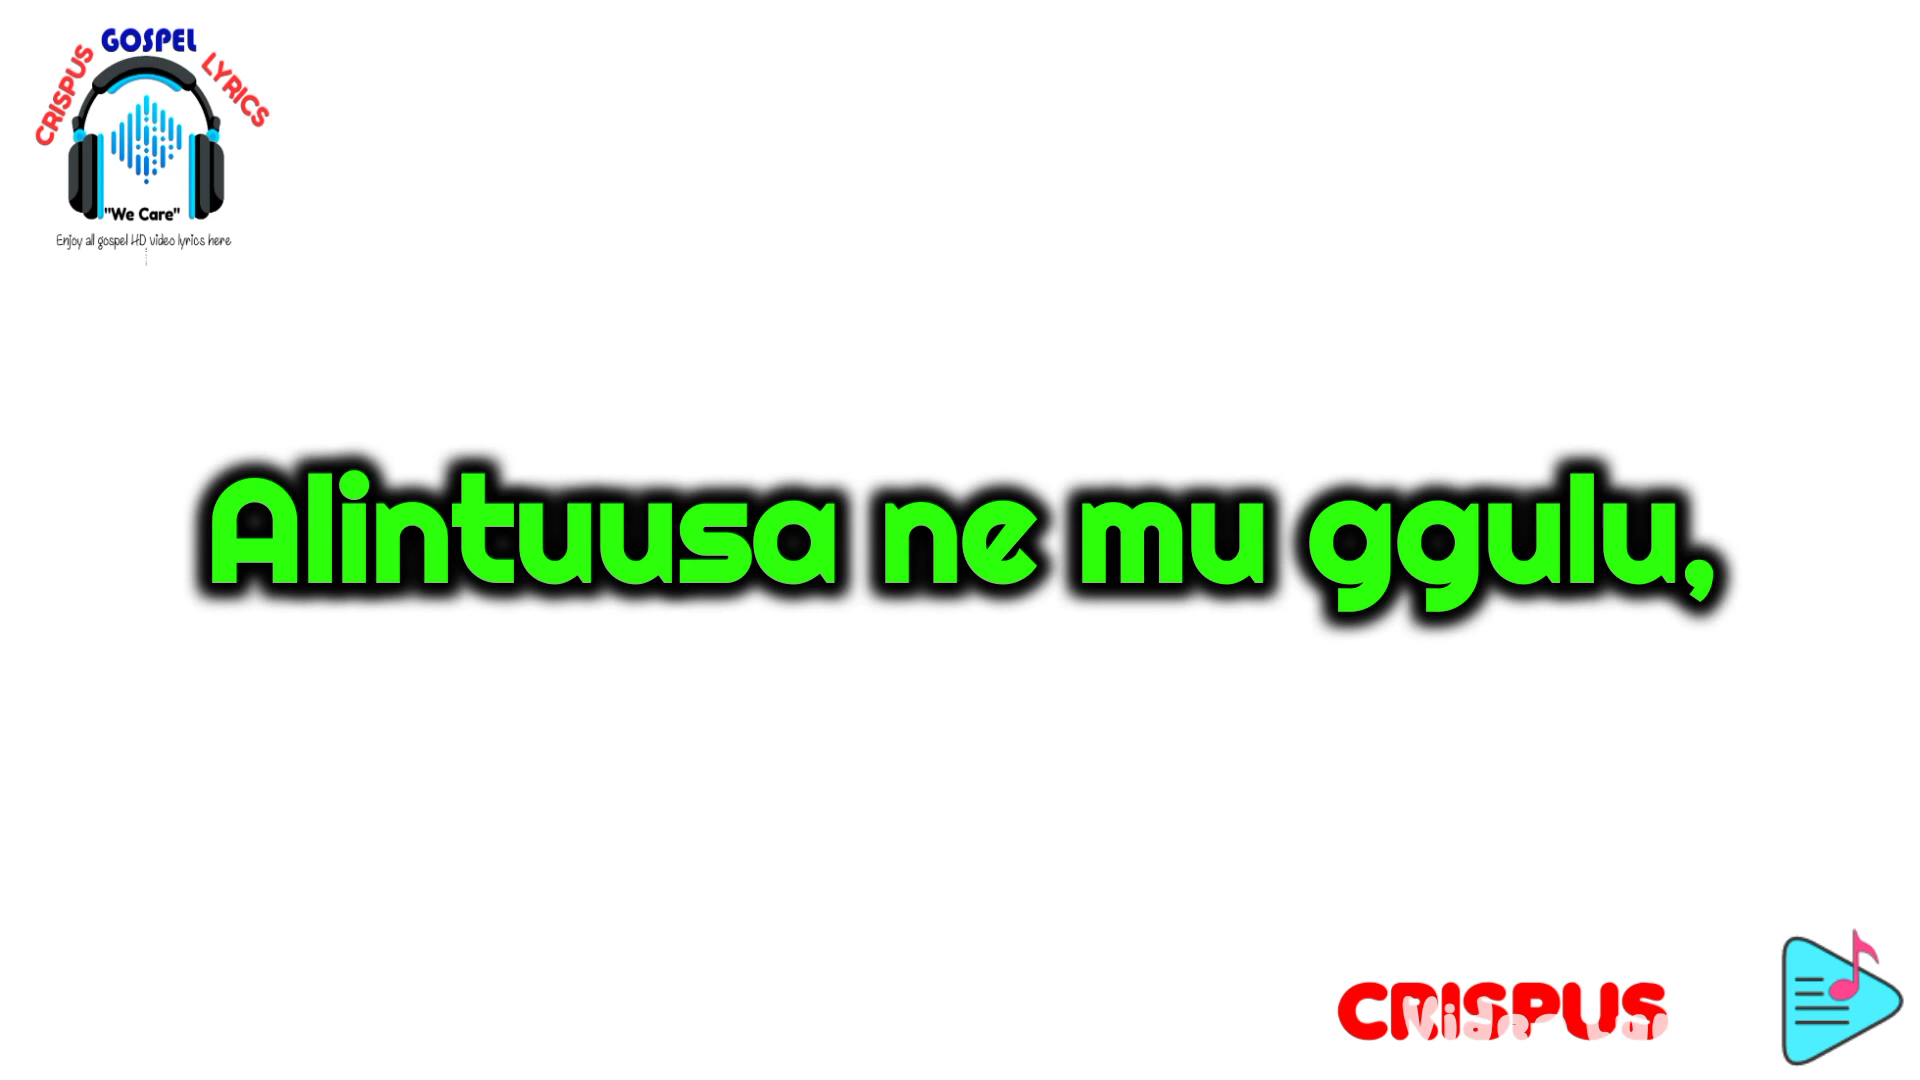 CRISPUS GOSPEL LYRICS
"We Care"
Enjoy all gospel HD video lyrics here
Alintuusa ne mu ggulu,
CRISPUS